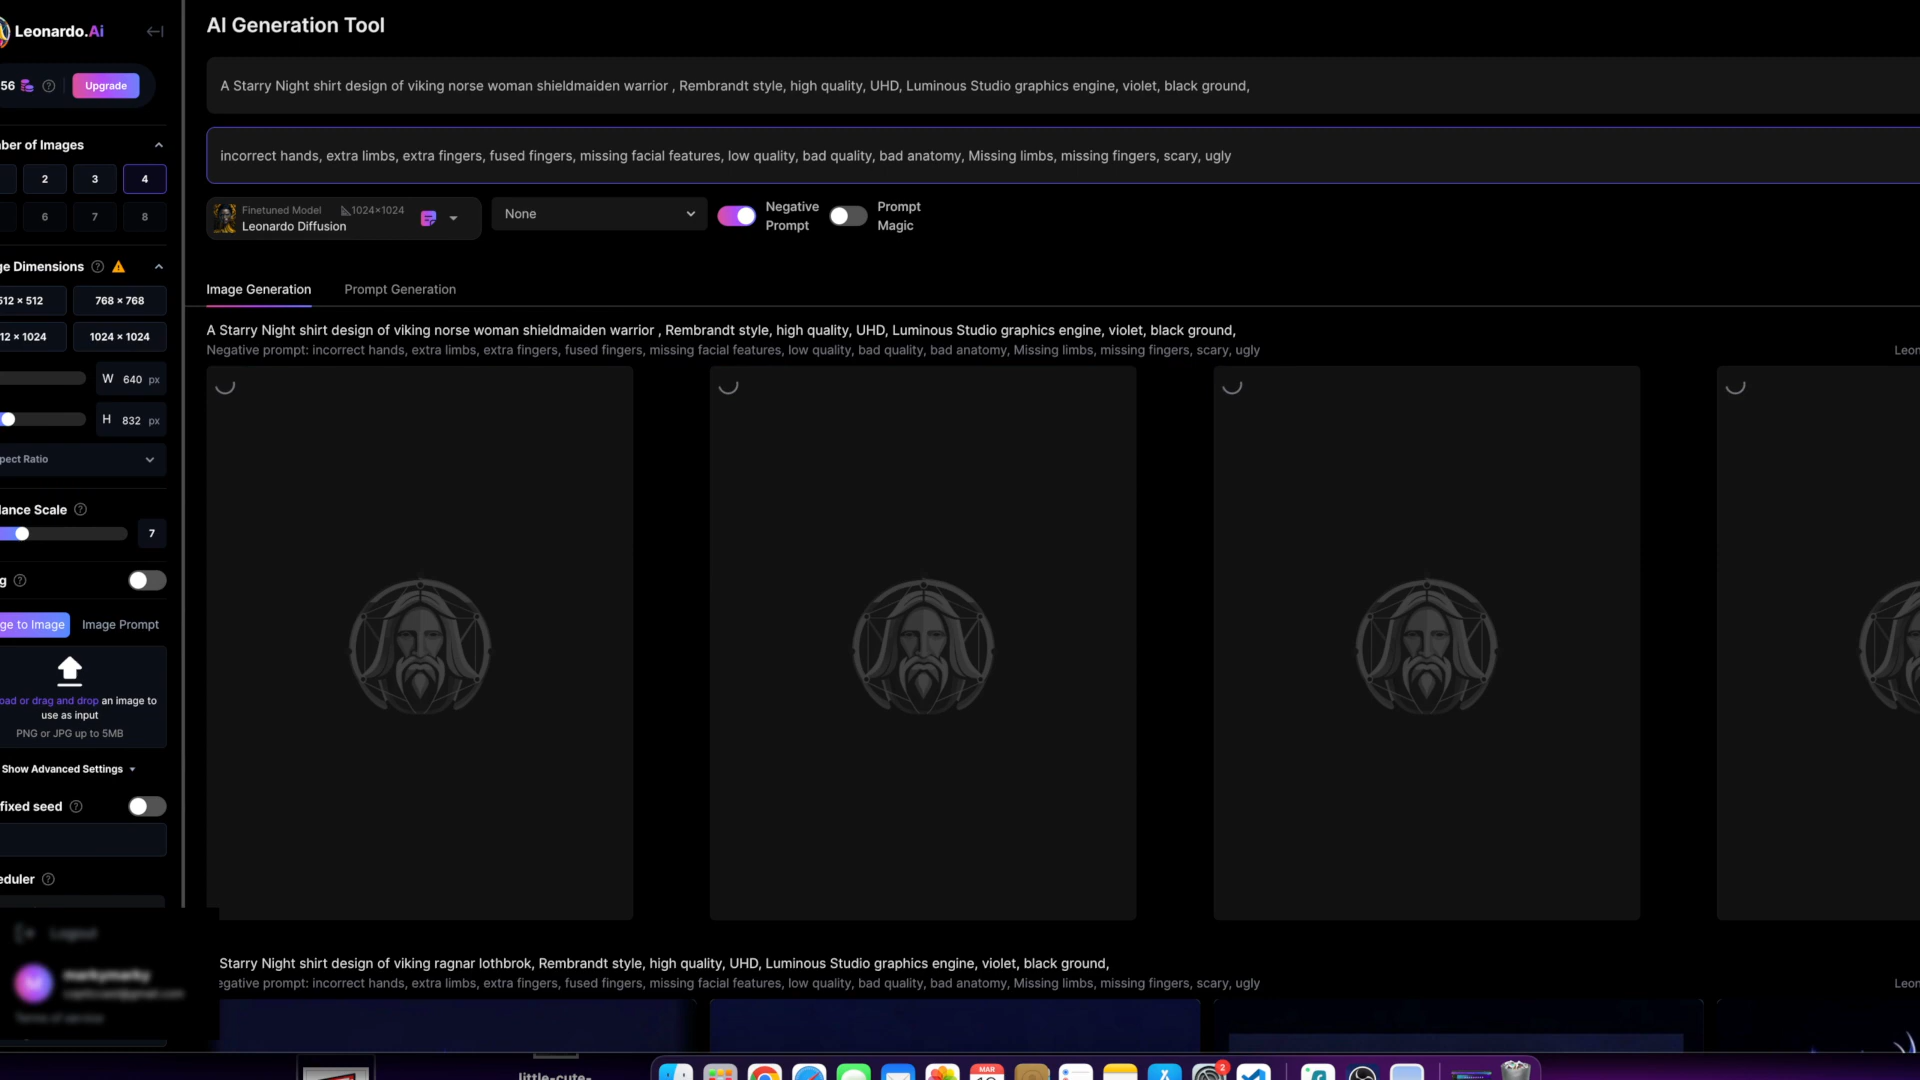 Leonardo.Ai
56
Upgrade
AI Generation Tool
A Starry Night shirt design of viking norse woman shieldmaiden warrior , Rembrandt style, high quality, UHD, Luminous Studio graphics engine, violet, black ground,
incorrect hands, extra limbs, extra fingers, fused fingers, missing facial features, low quality, bad quality, bad anatomy, Missing limbs, missing fingers, scary, ugly
Finetuned Model
1024×1024
Leonardo Diffusion
None
Negative
Prompt
Prompt
Magic
ber of Images
2 3 4
6 7 8
ge Dimensions
512 × 512 768 × 768
12 × 1024 1024 × 1024
W 640 px
H 832 px
pect Ratio
lance Scale
7
g
ge to Image Image Prompt
oad or drag and drop an image to
use as input
PNG or JPG up to 5MB
Show Advanced Settings
fixed seed
eduler
Logout
markymarky
Terms of service
Image Generation Prompt Generation
A Starry Night shirt design of viking norse woman shieldmaiden warrior , Rembrandt style, high quality, UHD, Luminous Studio graphics engine, violet, black ground,
Negative prompt: incorrect hands, extra limbs, extra fingers, fused fingers, missing facial features, low quality, bad quality, bad anatomy, Missing limbs, missing fingers, scary, ugly
Leon
Starry Night shirt design of viking ragnar lothbrok, Rembrandt style, high quality, UHD, Luminous Studio graphics engine, violet, black ground,
egative prompt: incorrect hands, extra limbs, extra fingers, fused fingers, missing facial features, low quality, bad quality, bad anatomy, Missing limbs, missing fingers, scary, ugly
Leon
little-cute-
MAR
2